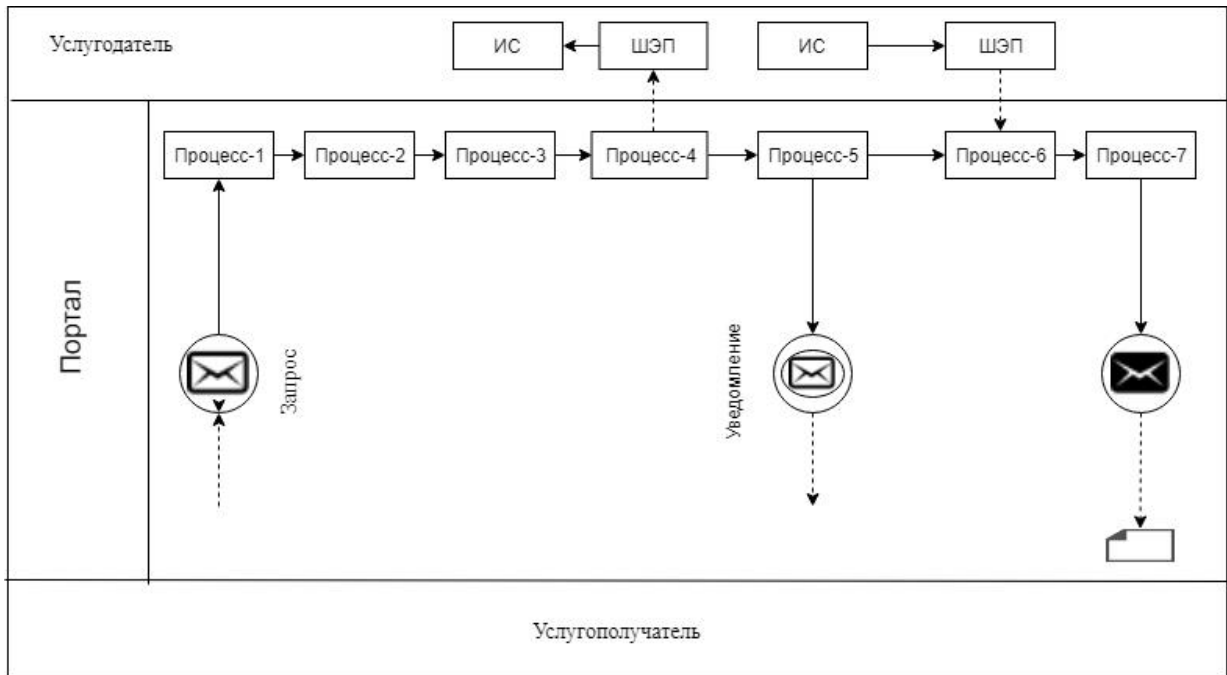 Услугодатель
ИС
ШЭП
ИС
ШЭП
Процесс-1
Процесс-2
Процесс-3
Процесс-4
Процесс-5
Процесс-6
Процесс-7
Портал
Запрос
Уведомление
Услугополучатель